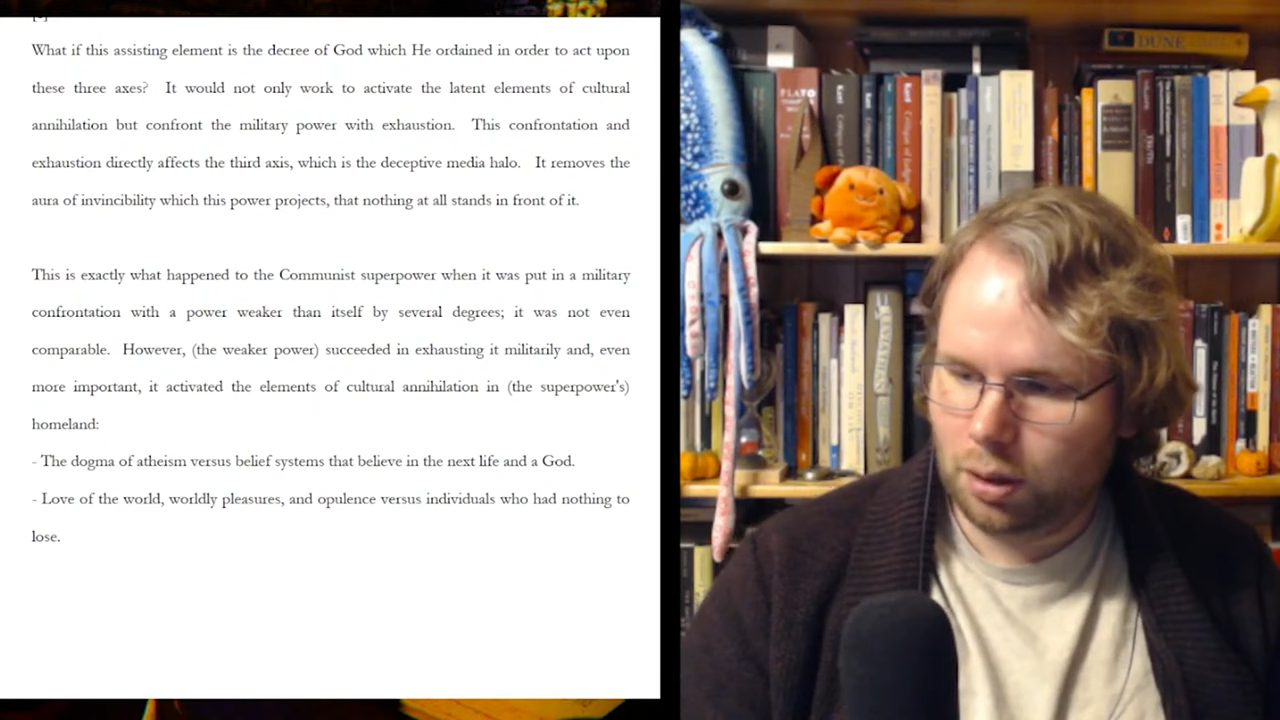 What if this assisting element is the decree of God which He ordained in order to act upon
these three axes? It would not only work to activate the latent elements of cultural
annihilation but confront the military power with exhaustion. This confrontation and
exhaustion directly affects the third axis, which is the deceptive media halo. It removes the
aura of invincibility which this power projects, that nothing at all stands in front of it.
This is exactly what happened to the Communist superpower when it was put in a military
confrontation with a power weaker than itself by several degrees; it was not even
comparable. However, (the weaker power) succeeded in exhausting it militarily and, even
more important, it activated the elements of cultural annihilation in (the superpower's)
homeland:
- The dogma of atheism versus belief systems that believe in the next life and a God.
- Love of the world, worldly pleasures, and opulence versus individuals who had nothing to
lose.
DUNE
PLATO
LEVIATHAN